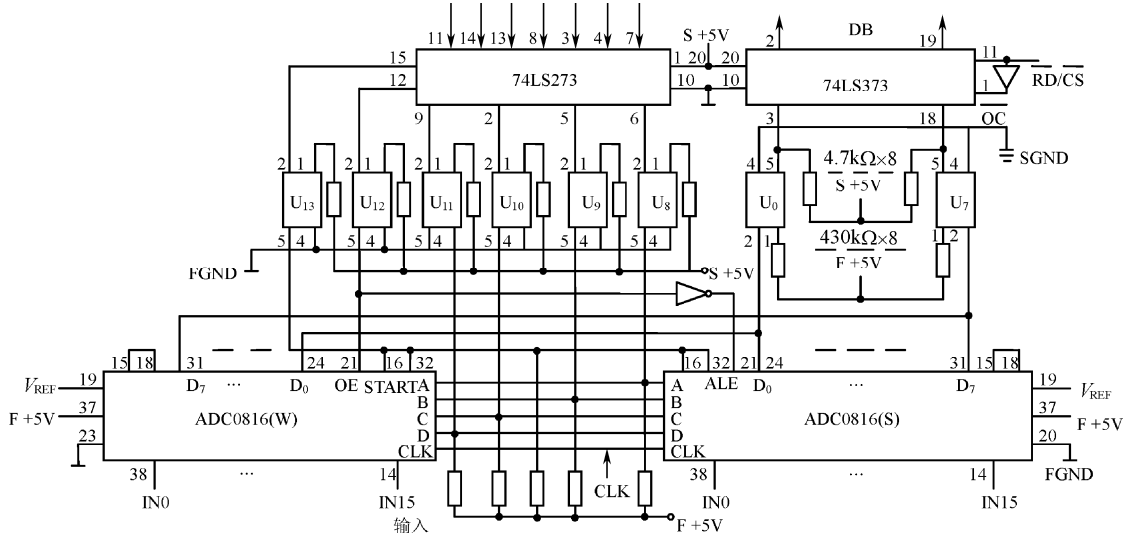 11 14 13 8 3 4 7 S +5V 2 DB 19
15 1 20 20 11
12 74LS273 10 10 74LS373 1 RD/CS
9 2 5 6 3 18 OC
2 1 2 1 2 1 2 1 2 1 2 1 4 5 4.7kΩ×8 5 4 SGND
U13 U12 U11 U10 U9 U8 U0 S +5V U7
5 4 5 4 5 4 5 4 5 4 5 4 2 1 430kΩ×8 1 2
FGND S +5V F +5V
15 18 31 24 21 16 32 16 32 21 24 31 15 18
VREF 19 D7 ... D0 OE START A A ALE D0 ... D7 19 VREF
B B
F +5V 37 ADC0816(W) C C ADC0816(S) 37 F +5V
23 D D 20
CLK CLK FGND
38 ... 14 CLK 38 ... 14
IN0 IN15 IN0 IN15
输入 F +5V